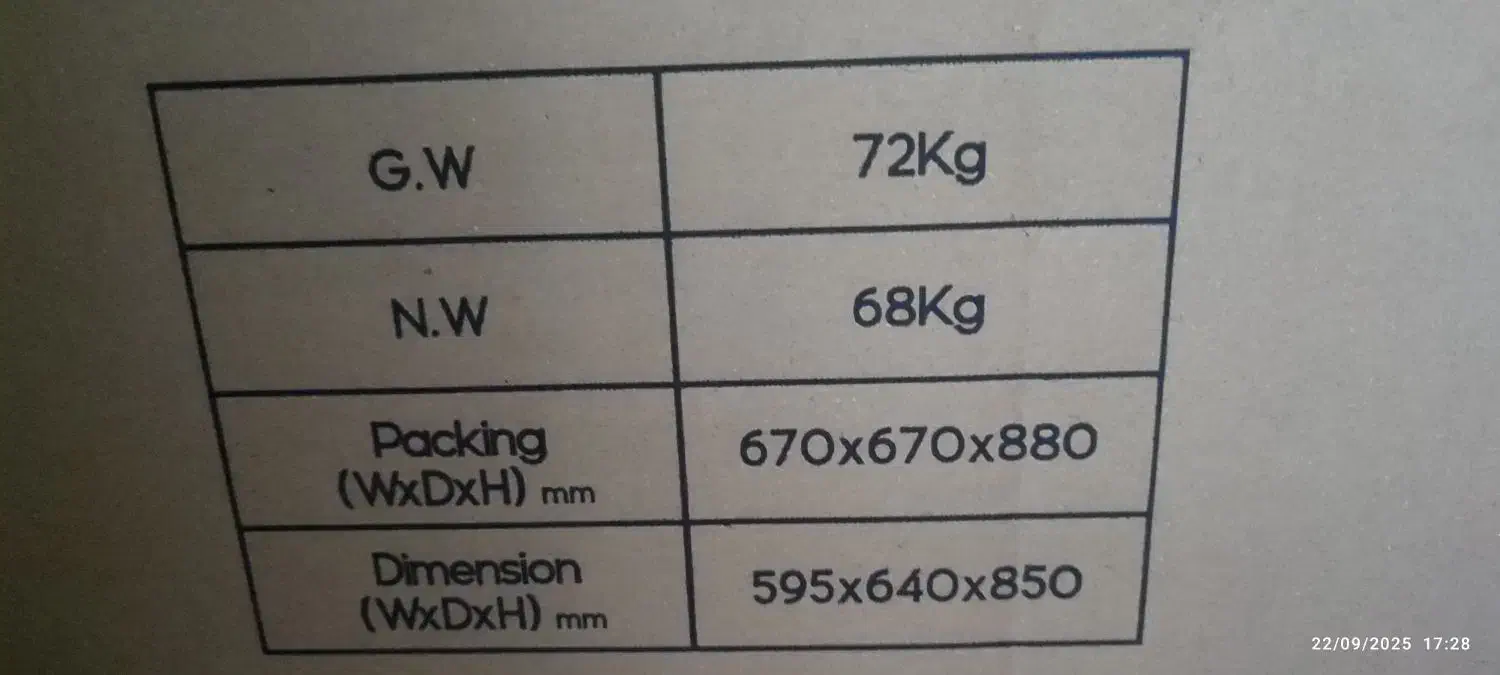 G.W 72Kg
N.W 68Kg
Packing
(WxDxH) mm 670x670x880
Dimension
(WxDxH) mm 595x640x850
22/09/2025 17:28